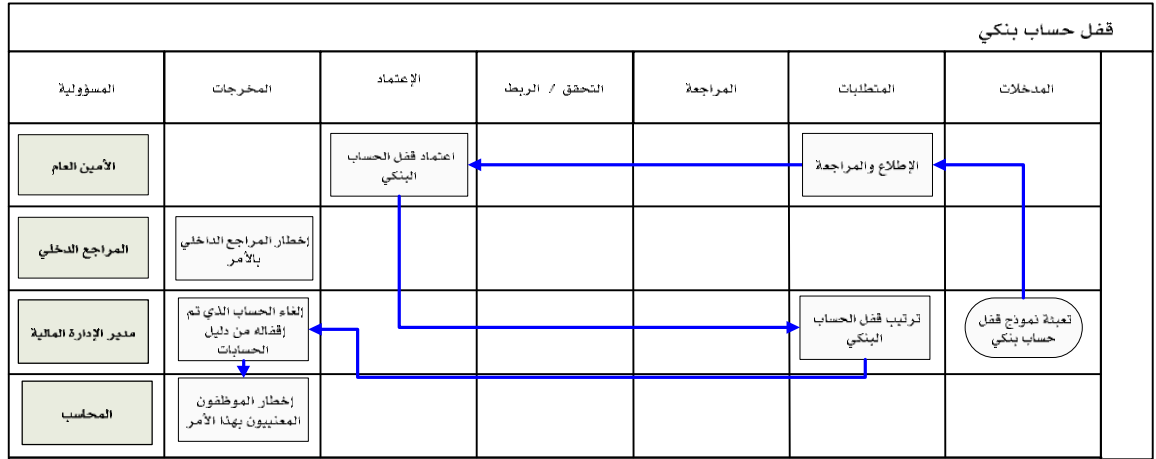 قفل حساب بنكي
المدخلات
المتطلبات
المراجعة
التحقق / الربط
الإعتماد
المخرجات
المسؤولية
الإطلاع والمراجعة
اعتماد قفل الحساب
البنكي
الأمين العام
إخطار المراجع الداخلي
بالأمر
المراجع الدخلي
تعبئة نموذج قفل
حساب بنكي
ترتيب قفل الحساب
البنكي
إلغاء الحساب الذي تم
إقفاله من دليل
الحسابات
مدير الإدارة المالية
إخطار الموظفون
المعنييون بهذا الأمر
المحاسب